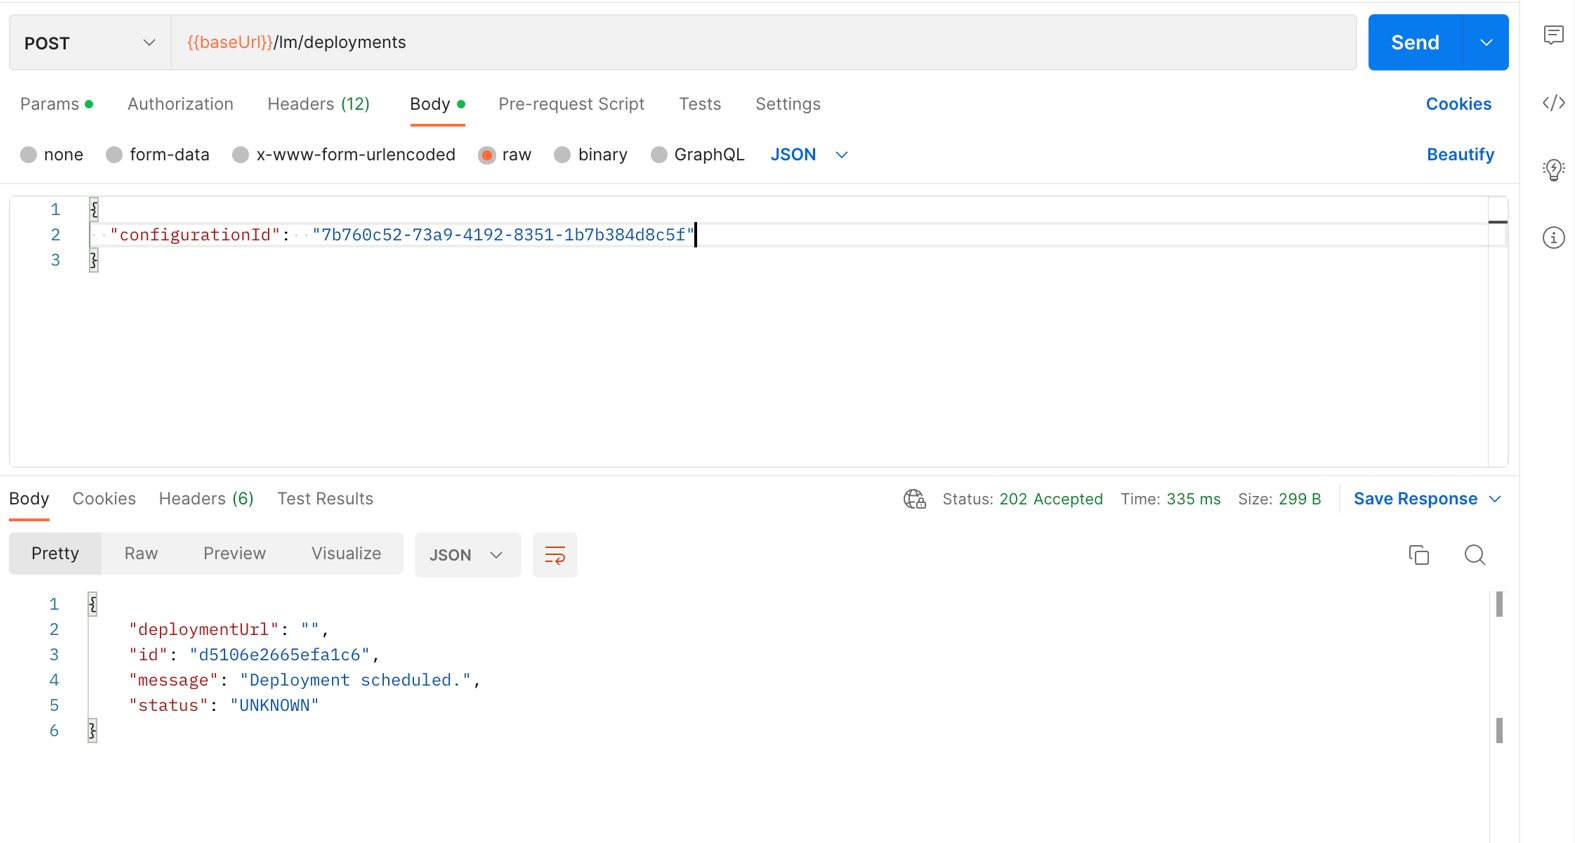 POST {{baseUrl}}/lm/deployments Send
Params Authorization Headers (12) Body Pre-request Script Tests Settings Cookies
none form-data x-www-form-urlencoded raw binary GraphQL JSON Beautify
1 {
2 "configurationId": "7b760c52-73a9-4192-8351-1b7b384d8c5f"
3 }
Body Cookies Headers (6) Test Results Status: 202 Accepted Time: 335 ms Size: 299 B Save Response
Pretty Raw Preview Visualize JSON
1 {
2 "deploymentUrl": "",
3 "id": "d5106e2665efa1c6",
4 "message": "Deployment scheduled.",
5 "status": "UNKNOWN"
6 }